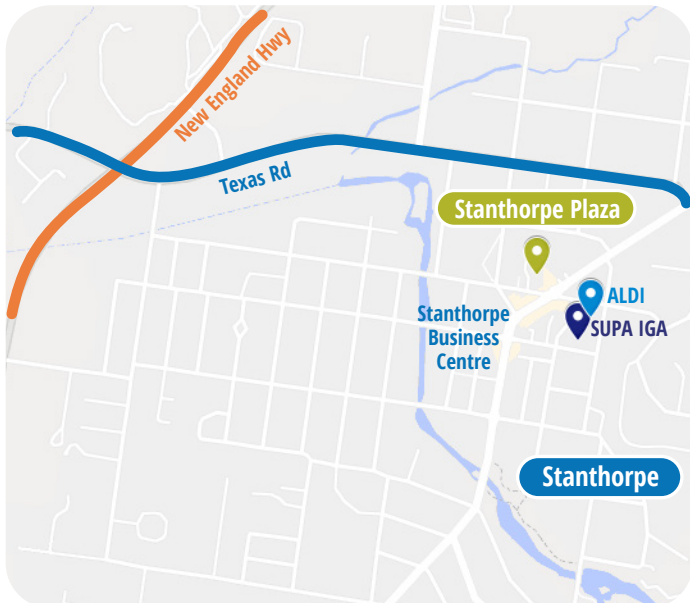 New England Hwy
Texas Rd
Stanthorpe Plaza
ALDI
Stanthorpe
Business
Centre
SUPA IGA
Stanthorpe